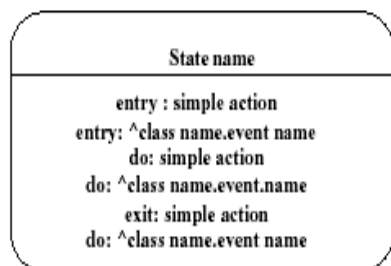 State name
entry : simple action
entry: ^class name.event name
do: simple action
do: ^class name.event.name
exit: simple action
do: ^class name.event name